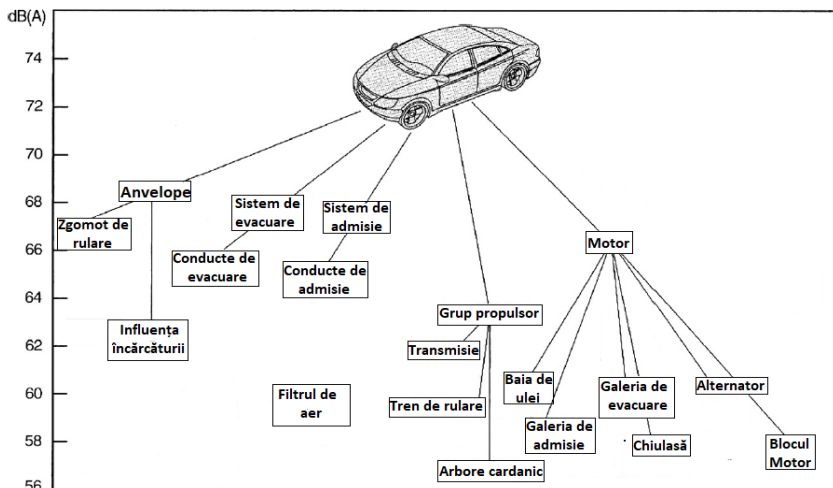 dB(A)
74
72
70
68
66
64
62
60
58
56
Anvelope
Zgomot de
rulare
Influența
încărcăturii
Sistem de
evacuare
Conducte de
evacuare
Sistem de
admisie
Conducte de
admisie
Filtrul de
aer
Grup propulsor
Transmisie
Tren de rulare
Arbore cardanic
Motor
Baia de
ulei
Galeria de
admisie
Galeria de
evacuare
Chiulasă
Alternator
Blocul
Motor